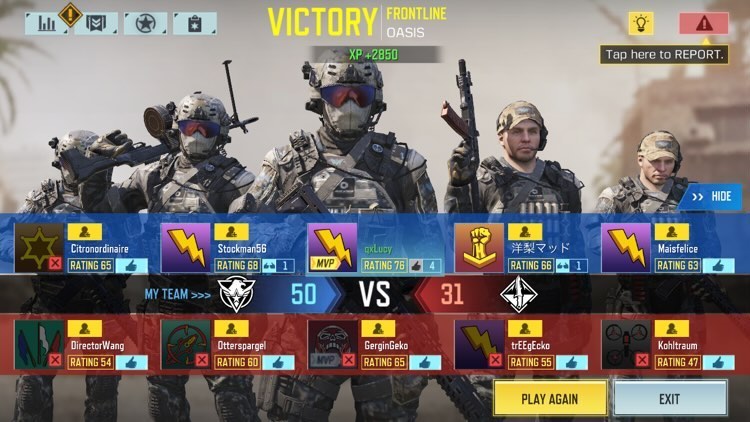 VICTORY
FRONTLINE
OASIS
XP +2850
Tap here to REPORT.
HIDE
Citronordinaire
RATING 65
Stockman56
RATING 68
1
MVP
qxLucy
RATING 76
4
洋梨マッド
RATING 66
1
Maisfelice
RATING 63
MY TEAM >>>
50
VS
31
DirectorWang
RATING 54
Otterspargel
RATING 60
MVP
GerginGeko
RATING 65
trEEgEcko
RATING 55
Kohltraum
RATING 47
PLAY AGAIN
EXIT